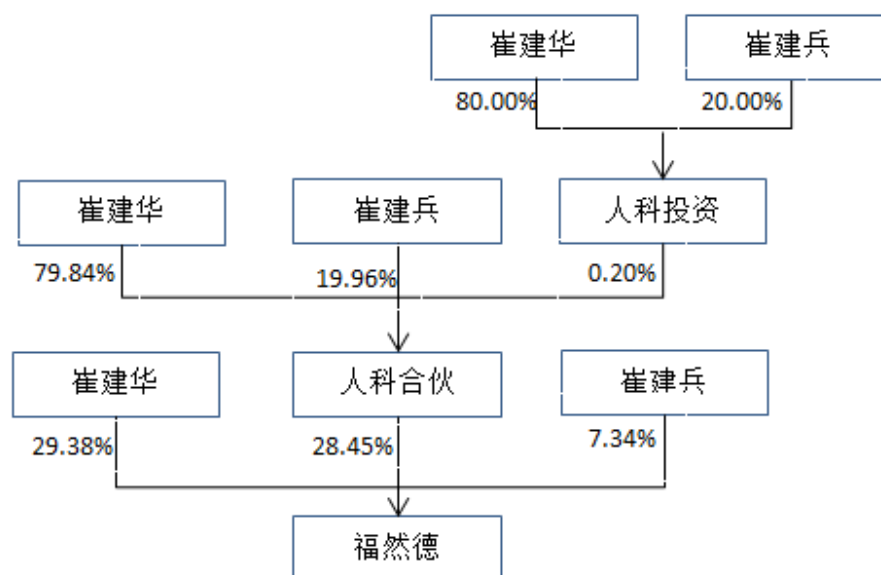 崔建华 崔建兵
80.00% 20.00%
崔建华 崔建兵 人科投资
79.84% 19.96% 0.20%
崔建华 人科合伙 崔建兵
29.38% 28.45% 7.34%
福然德